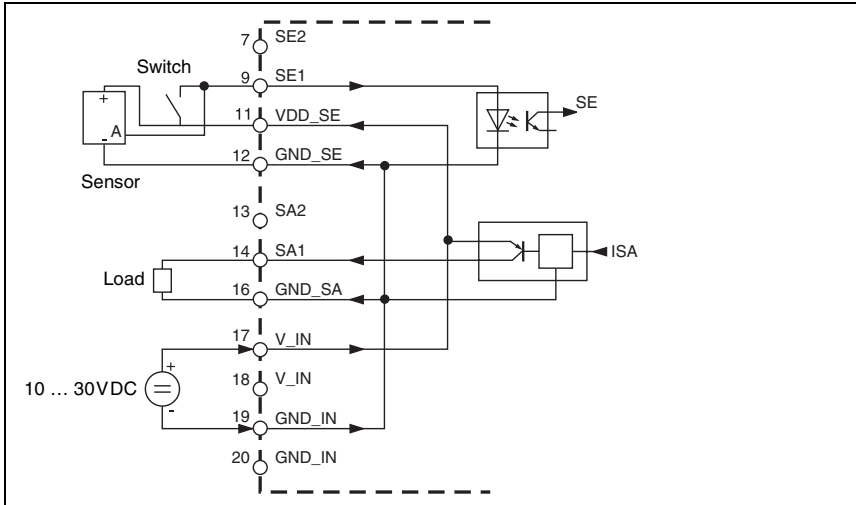 7 SE2
Switch
9 SE1
SE
11 VDD_SE
+
A
-
12 GND_SE
Sensor
13 SA2
14 SA1
ISA
Load
16 GND_SA
17 V_IN
+
10 ... 30VDC
18 V_IN
-
19 GND_IN
20 GND_IN